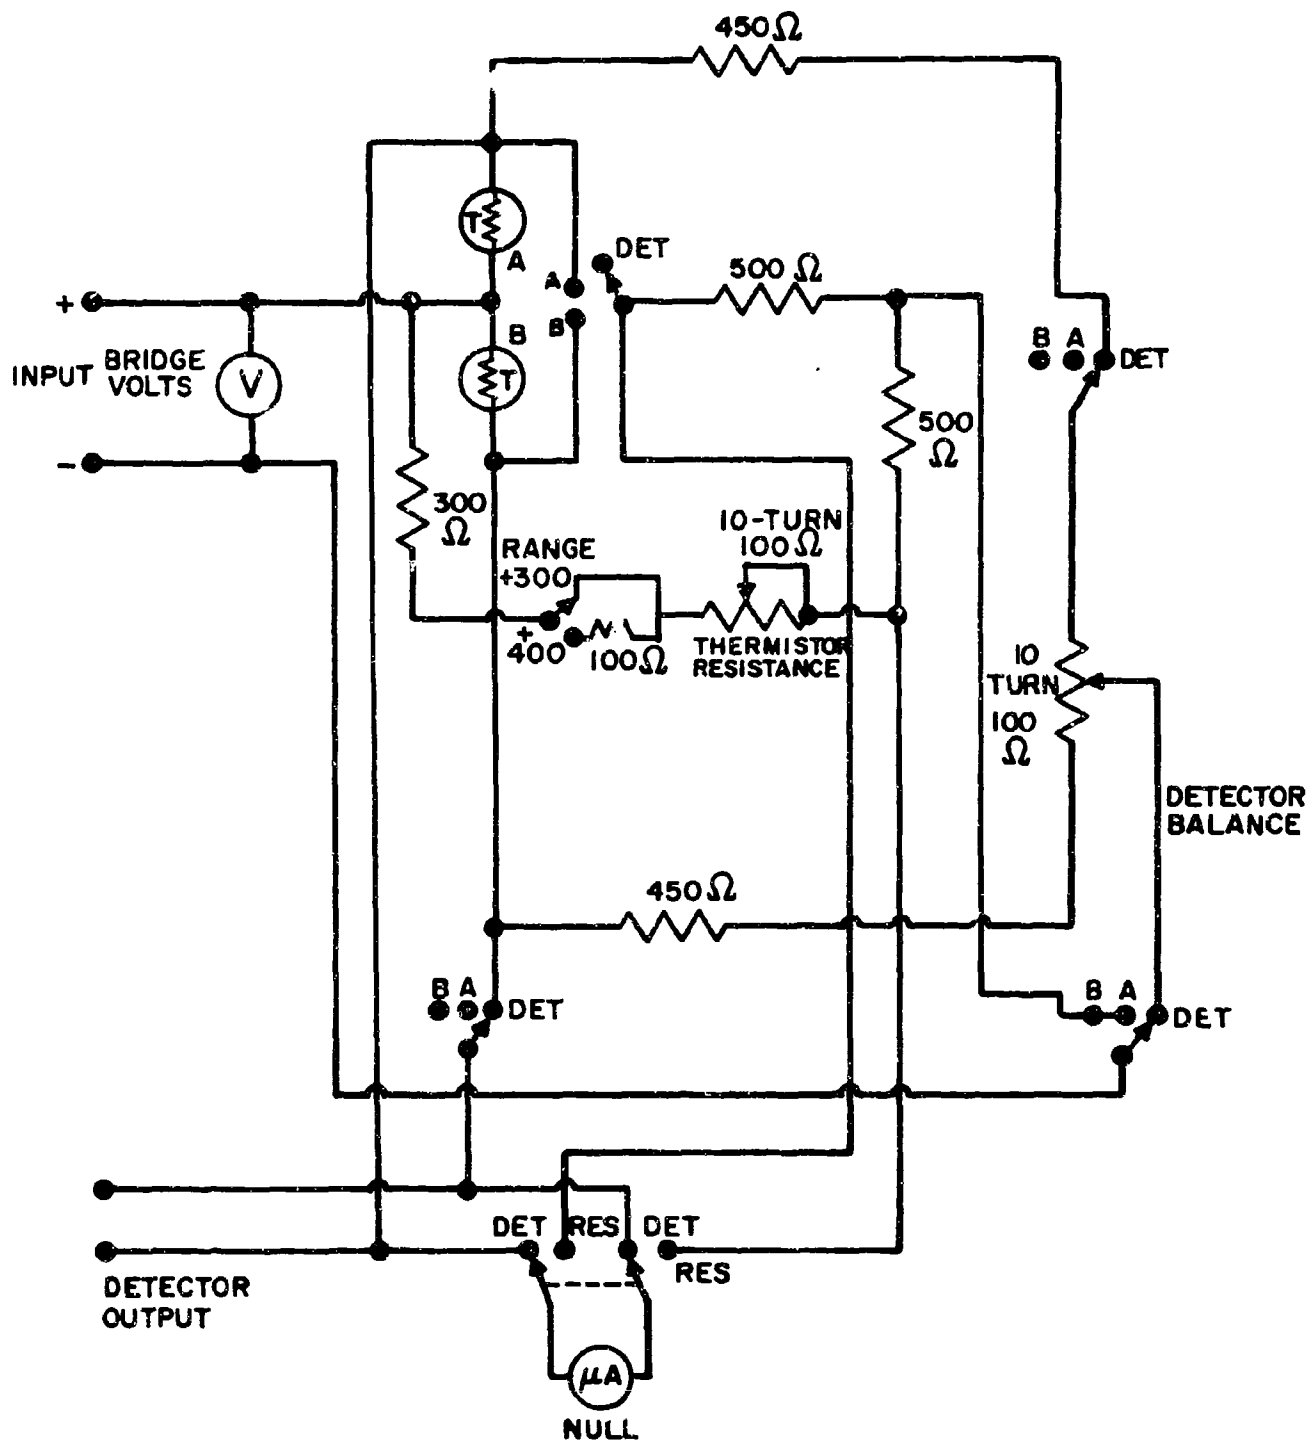 450Ω
T
A
DET
A
500 Ω
+
B
B
B A
DET
INPUT BRIDGE VOLTS
V
T
500
Ω
–
300
Ω
10-TURN
100Ω
RANGE
+300
+
400
100Ω
THERMISTOR
RESISTANCE
10
TURN
100
Ω
DETECTOR
BALANCE
450Ω
B A
DET
B A
DET
DET RES DET
RES
DETECTOR
OUTPUT
μA
NULL